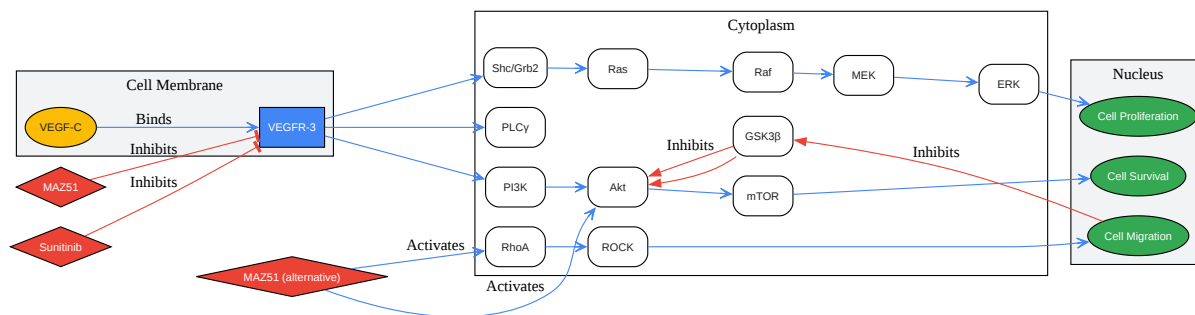 Cytoplasm
Cell Membrane
Nucleus
Shc/Grb2
Ras
Raf
MEK
ERK
VEGF-C
Binds
VEGFR-3
PLCγ
GSK3β
Cell Proliferation
Inhibits
Inhibits
Inhibits
Inhibits
MAZ51
PI3K
Akt
mTOR
Cell Survival
Sunitinib
Activates
RhoA
ROCK
Cell Migration
MAZ51 (alternative)
Activates